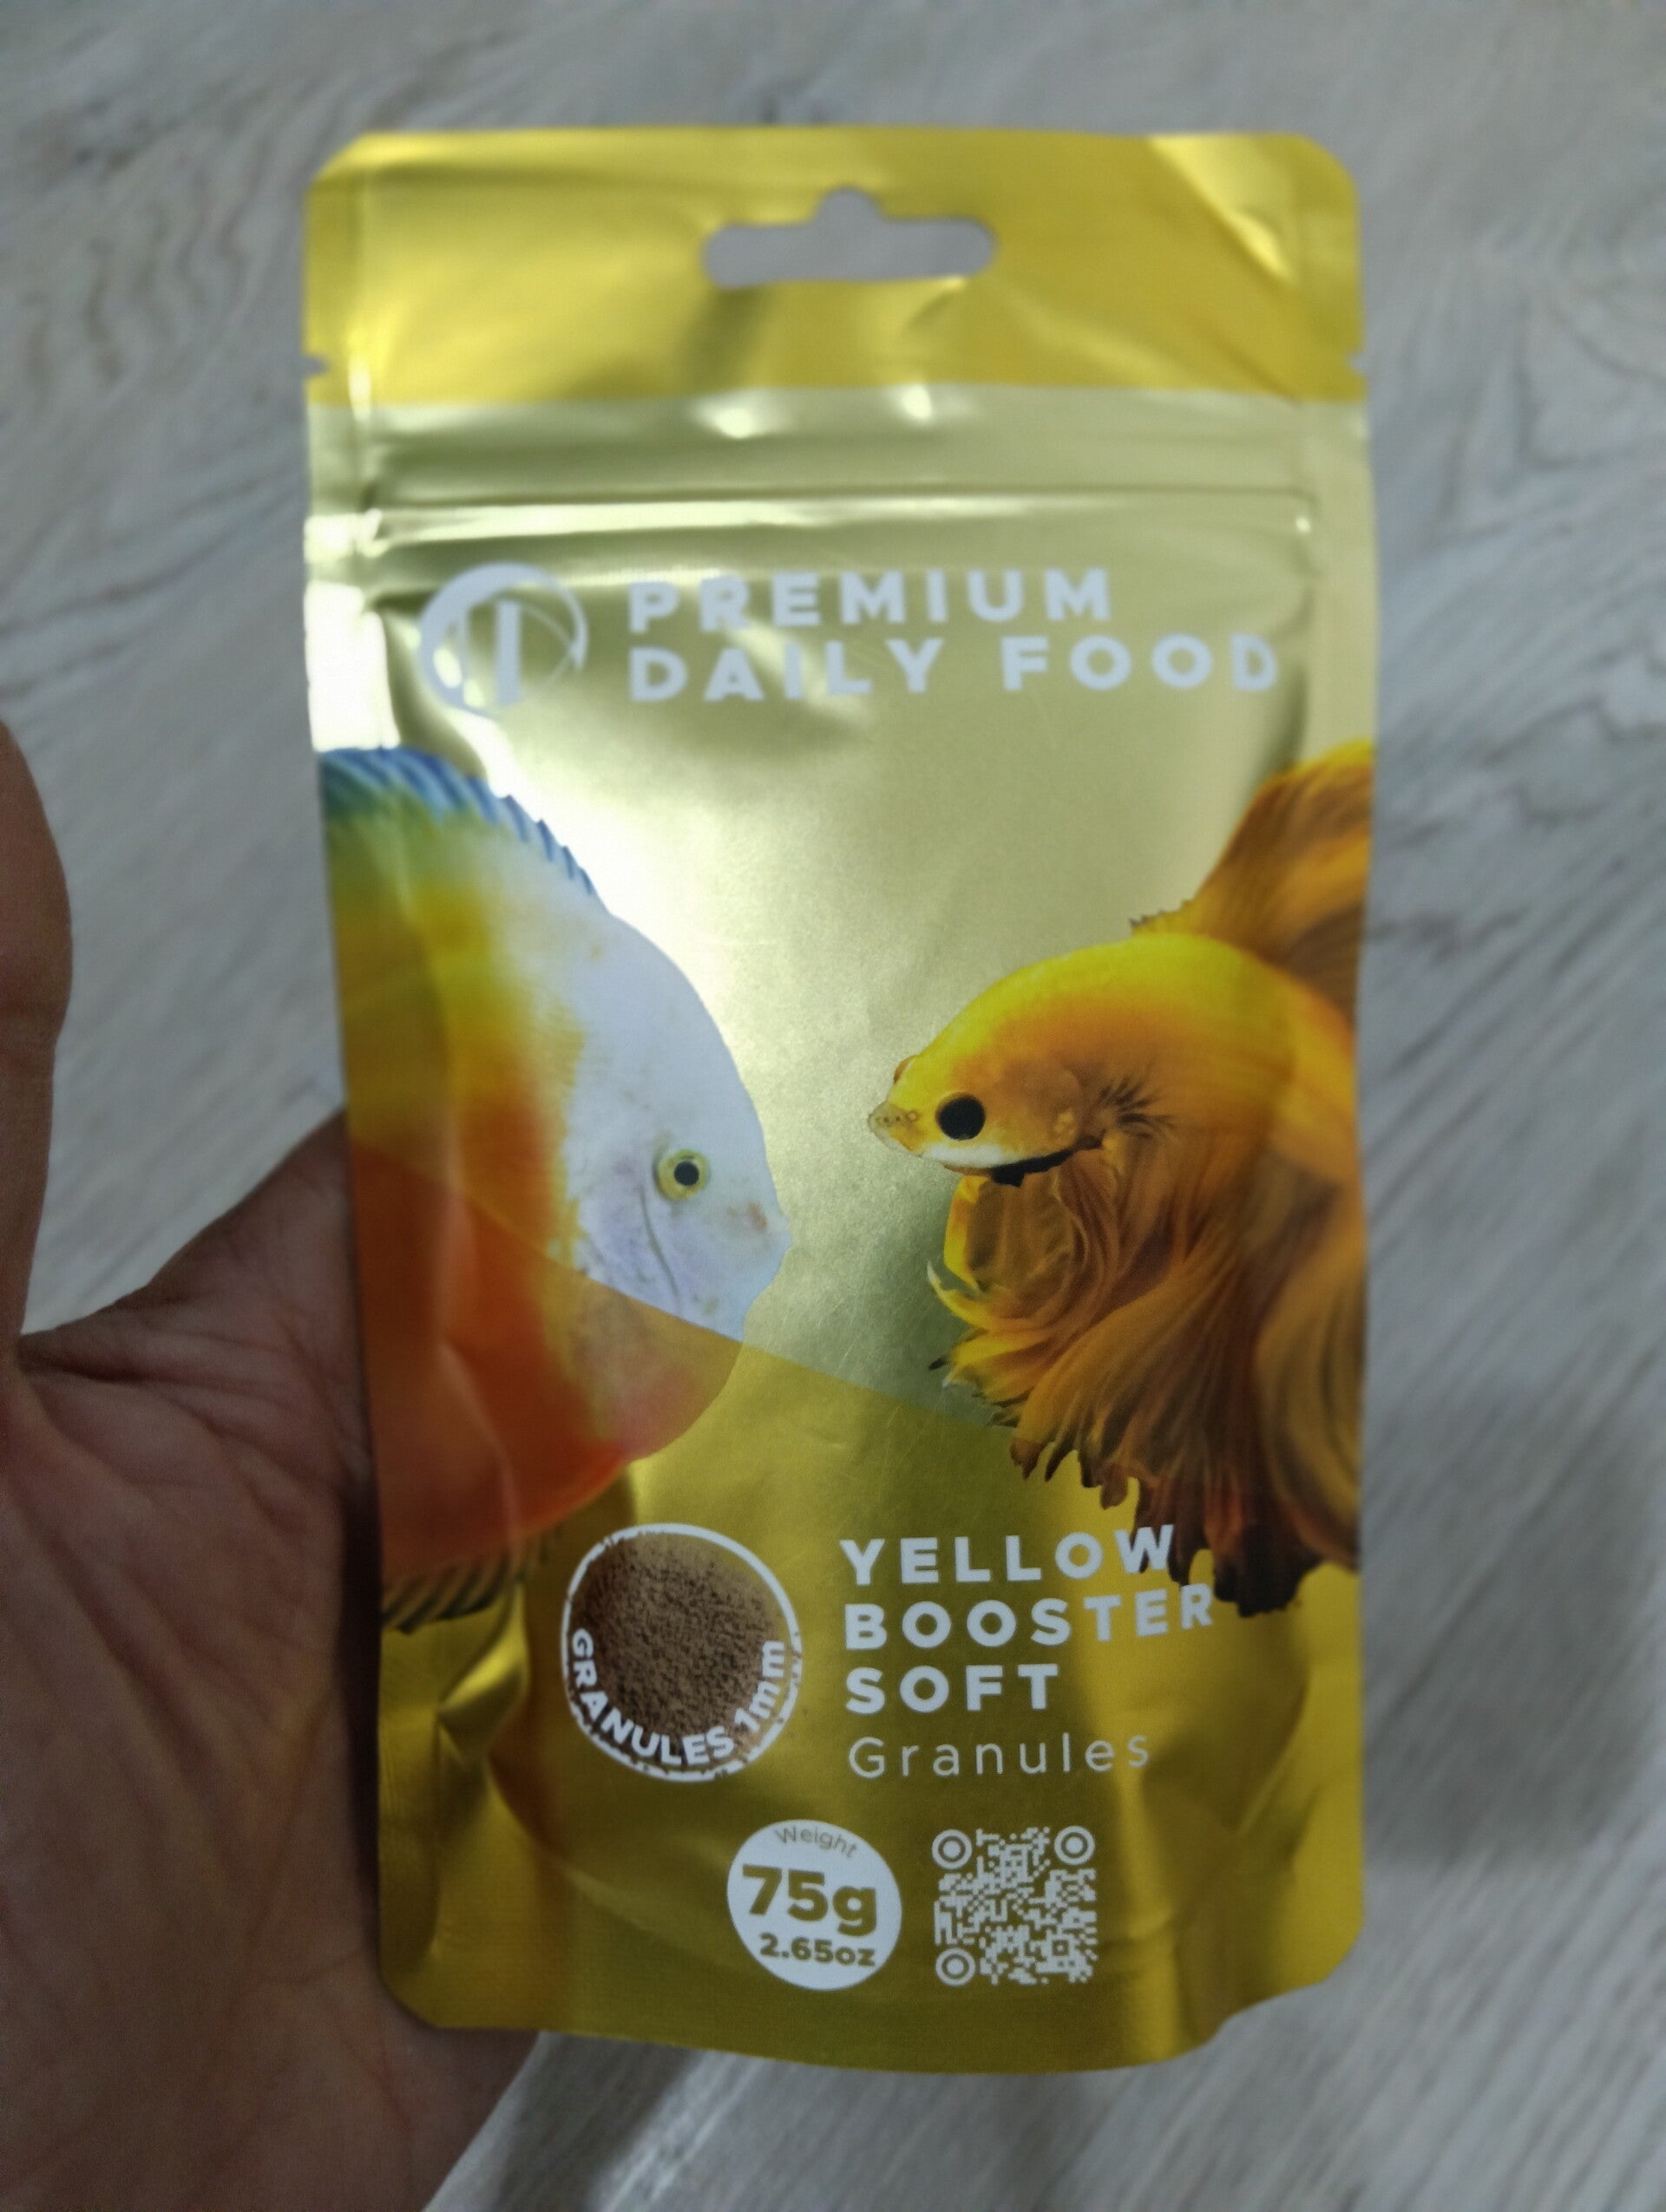 PREMIUM
DAILY FOOD
YELLOW
BOOSTER
SOFT
Granules
GRANULES 1mm
Weight
75g
2.65oz